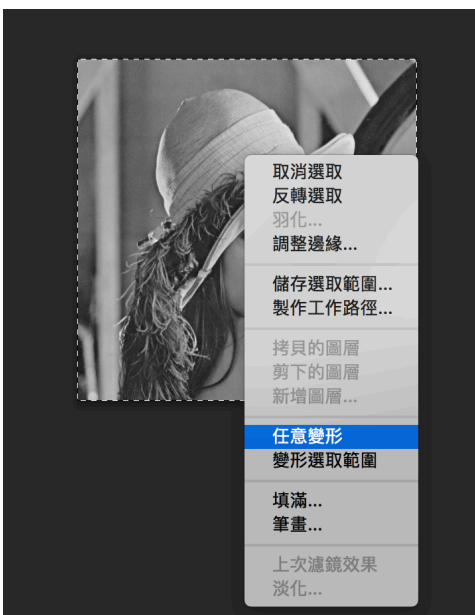 取消選取
反轉選取
羽化...
調整邊緣...
儲存選取範圍...
製作工作路徑...
拷貝的圖層
剪下的圖層
新增圖層...
任意變形
變形選取範圍
填滿...
筆畫...
上次濾鏡效果
淡化...